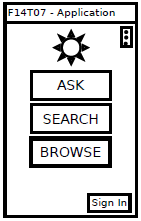 F14T07 - Application
ASK
SEARCH
BROWSE
Sign In